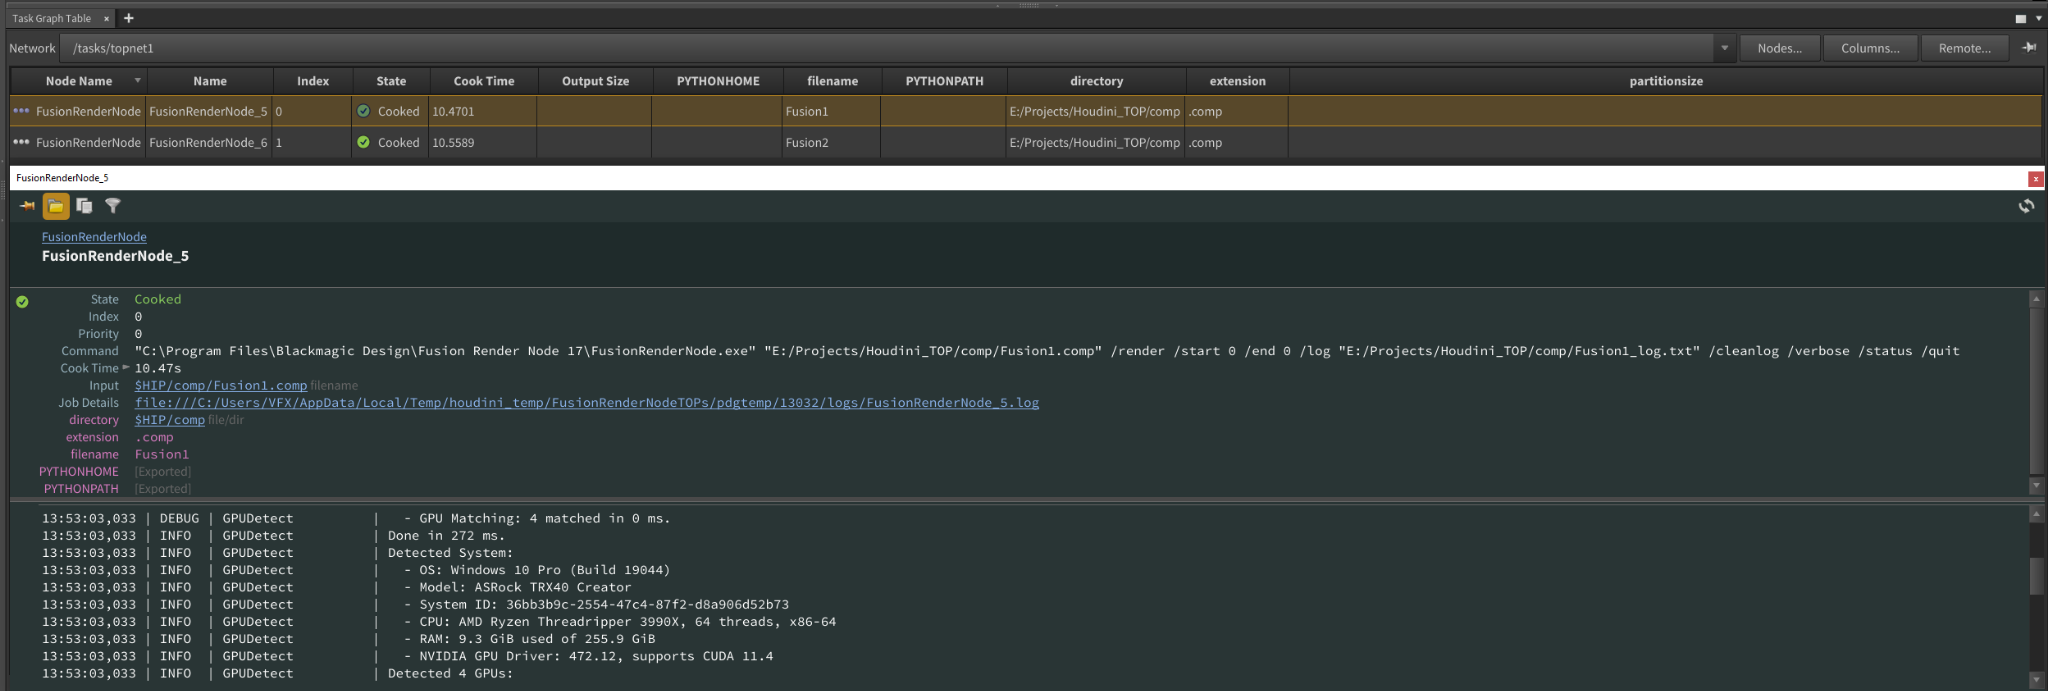 Task Graph Table × +
Network /tasks/topnet1 Nodes... Columns... Remote...
Node Name Name Index State Cook Time Output Size PYTHONHOME filename PYTHONPATH directory extension partitionsize
FusionRenderNode FusionRenderNode_5 0 Cooked 10.4701 Fusion1 E:/Projects/Houdini_TOP/comp .comp
FusionRenderNode FusionRenderNode_6 1 Cooked 10.5589 Fusion2 E:/Projects/Houdini_TOP/comp .comp
FusionRenderNode_5 x
FusionRenderNode
FusionRenderNode_5
State Cooked
Index 0
Priority 0
Command "C:\Program Files\Blackmagic Design\Fusion Render Node 17\FusionRenderNode.exe" "E:/Projects/Houdini_TOP/comp/Fusion1.comp" /render /start 0 /end 0 /log "E:/Projects/Houdini_TOP/comp/Fusion1_log.txt" /cleanlog /verbose /status /quit
Cook Time 10.47s
Input $HIP/comp/Fusion1.comp filename
Job Details file:///C:/Users/VFX/AppData/Local/Temp/houdini_temp/FusionRenderNodeTOPs/pdgtemp/13032/logs/FusionRenderNode_5.log
directory $HIP/comp file/dir
extension .comp
filename Fusion1
PYTHONHOME [Exported]
PYTHONPATH [Exported]
13:53:03,033 | DEBUG | GPUDetect | - GPU Matching: 4 matched in 0 ms.
13:53:03,033 | INFO | GPUDetect | Done in 272 ms.
13:53:03,033 | INFO | GPUDetect | Detected System:
13:53:03,033 | INFO | GPUDetect | - OS: Windows 10 Pro (Build 19044)
13:53:03,033 | INFO | GPUDetect | - Model: ASRock TRX40 Creator
13:53:03,033 | INFO | GPUDetect | - System ID: 36bb3b9c-2554-47c4-87f2-d8a906d52b73
13:53:03,033 | INFO | GPUDetect | - CPU: AMD Ryzen Threadripper 3990X, 64 threads, x86-64
13:53:03,033 | INFO | GPUDetect | - RAM: 9.3 GiB used of 255.9 GiB
13:53:03,033 | INFO | GPUDetect | - NVIDIA GPU Driver: 472.12, supports CUDA 11.4
13:53:03,033 | INFO | GPUDetect | Detected 4 GPUs: